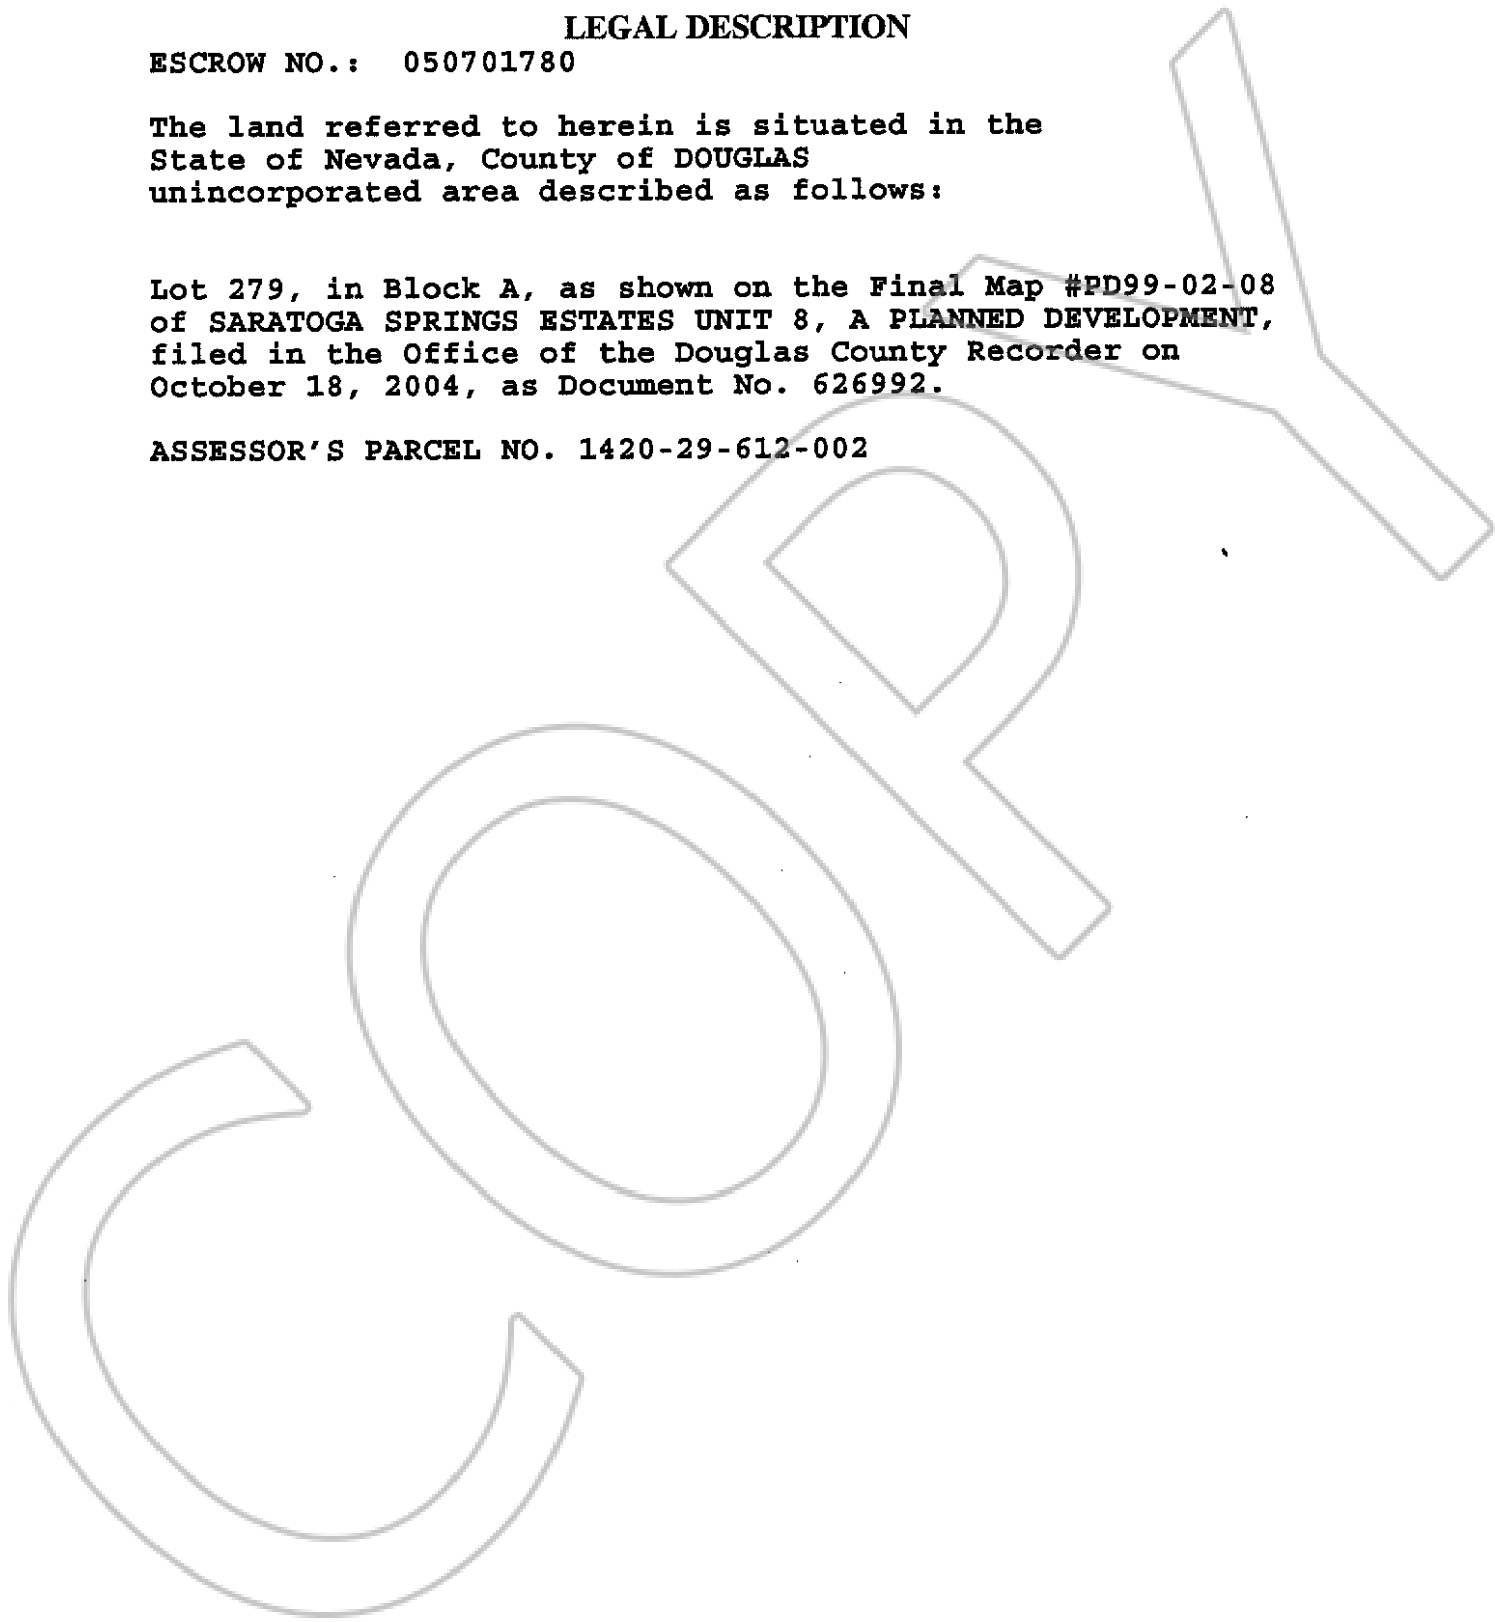 LEGAL DESCRIPTION
ESCROW NO.: 050701780
The land referred to herein is situated in the
State of Nevada, County of DOUGLAS
unincorporated area described as follows:
Lot 279, in Block A, as shown on the Final Map #PD99-02-08
of SARATOGA SPRINGS ESTATES UNIT 8, A PLANNED DEVELOPMENT,
filed in the Office of the Douglas County Recorder on
October 18, 2004, as Document No. 626992.
ASSESSOR'S PARCEL NO. 1420-29-612-002
COPY